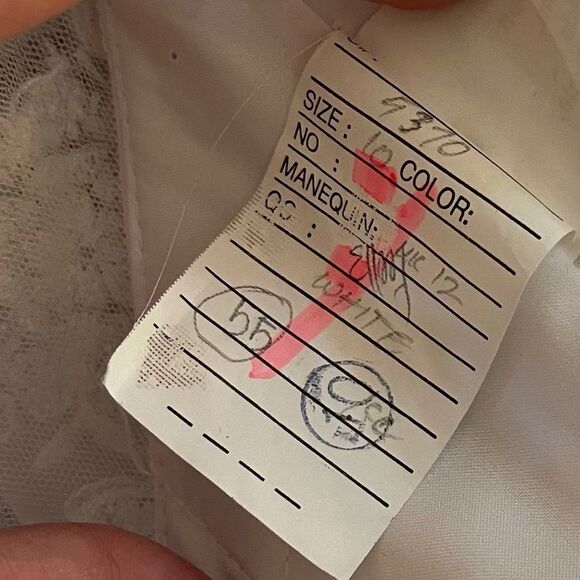 9370
SIZE: 10 COLOR:
NO :
MANEQUIN: 12
QC :
WHITE
55